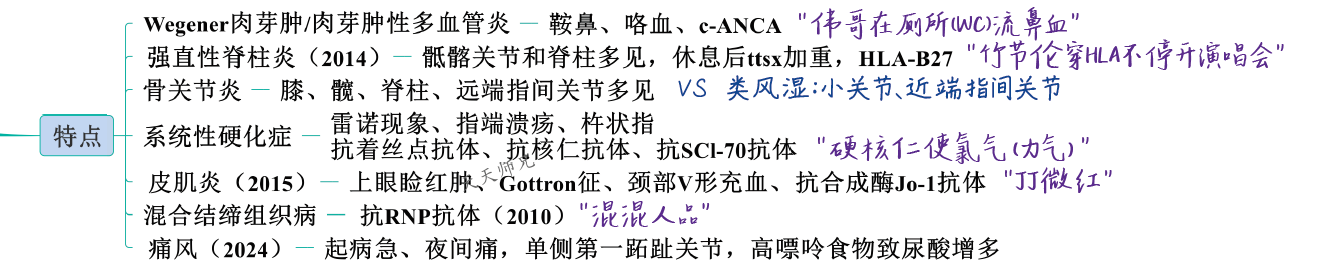 Wegener肉芽肿/肉芽肿性多血管炎 — 鞍鼻、咯血、c-ANCA "伟哥在厕所(WC)流鼻血"
强直性脊柱炎（2014）— 骶髂关节和脊柱多见，休息后ttsx加重，HLA-B27 "竹节伦穿HLA不停开演唱会"
骨关节炎 — 膝、髋、脊柱、远端指间关节多见 VS 类风湿:小关节、近端指间关节
特点
系统性硬化症 — 雷诺现象、指端溃疡、杵状指
抗着丝点抗体、抗核仁抗体、抗SCl-70抗体 "硬核仁使氯气(力气)"
天师兄
皮肌炎（2015）— 上眼睑红肿、Gottron征、颈部V形充血、抗合成酶Jo-1抗体 "JJ微红"
混合结缔组织病 — 抗RNP抗体（2010）"混混人品"
痛风（2024）— 起病急、夜间痛，单侧第一跖趾关节，高嘌呤食物致尿酸增多